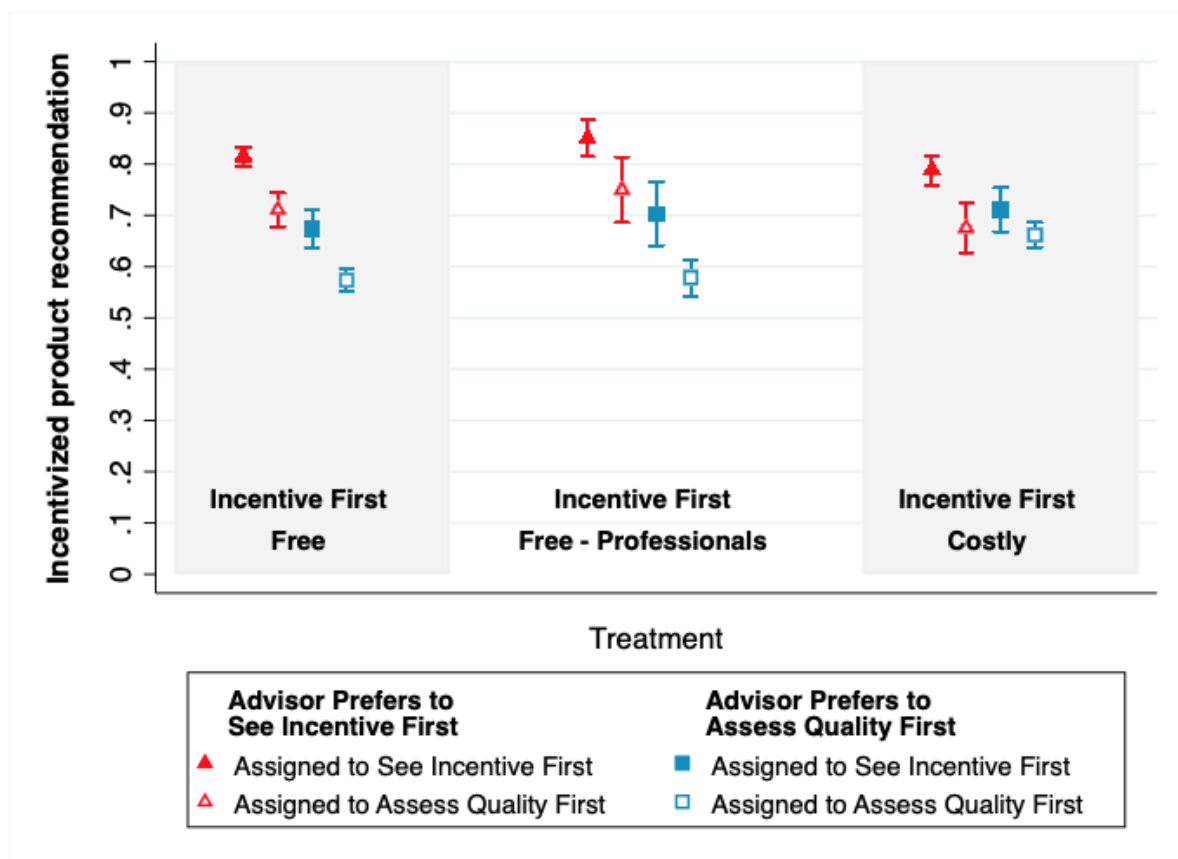 Incentivized product recommendation
1
.9
.8
.7
.6
.5
.4
.3
.2
.1
0
Incentive First
Free
Incentive First
Free - Professionals
Incentive First
Costly
Treatment
Advisor Prefers to
See Incentive First
Assigned to See Incentive First
Assigned to Assess Quality First
Advisor Prefers to
Assess Quality First
Assigned to See Incentive First
Assigned to Assess Quality First